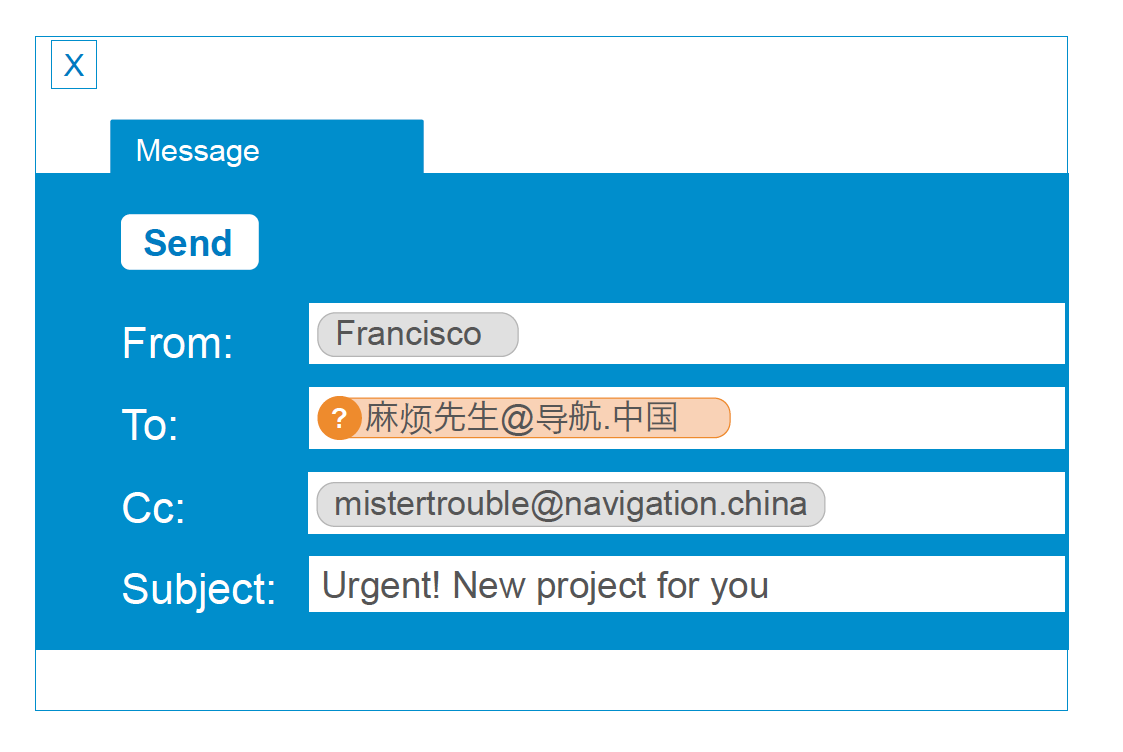 X
Message
Send
From: Francisco
To: ? 麻烦先生@导航.中国
Cc: mistertrouble@navigation.china
Subject: Urgent! New project for you